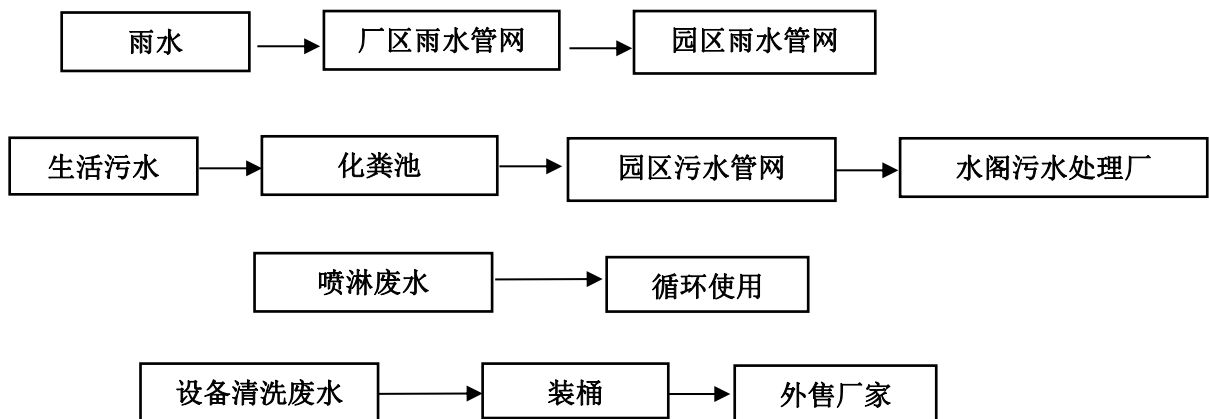 雨水 厂区雨水管网 园区雨水管网
生活污水 化粪池 园区污水管网 水阁污水处理厂
喷淋废水 循环使用
设备清洗废水 装桶 外售厂家